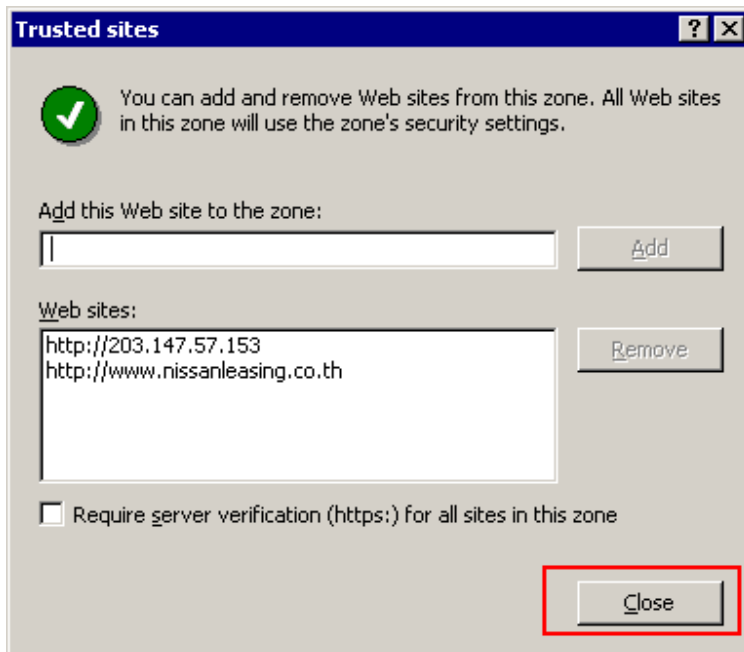 Trusted sites
You can add and remove Web sites from this zone. All Web sites
in this zone will use the zone's security settings.
Add this Web site to the zone:
Add
Web sites:
http://203.147.57.153
http://www.nissanleasing.co.th
Remove
Require server verification (https:) for all sites in this zone
Close